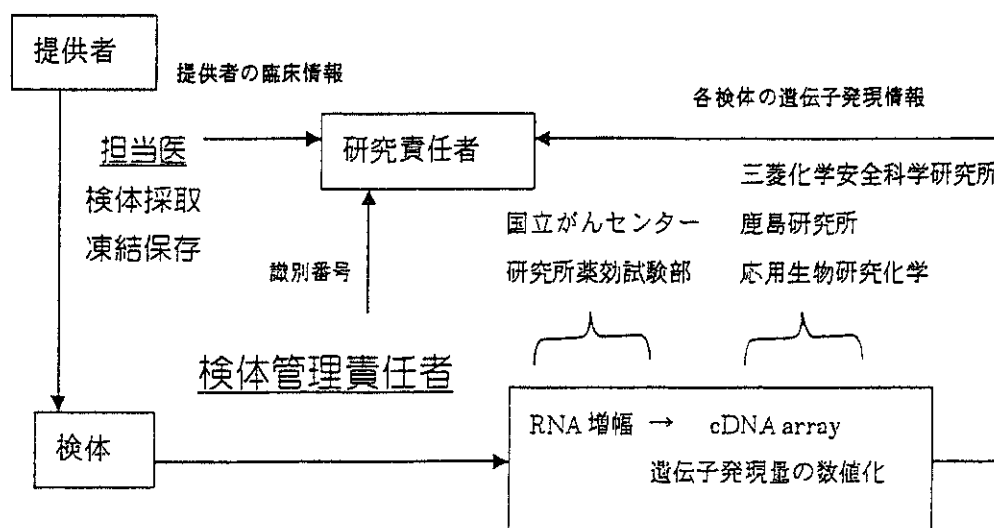 提供者
提供者の臨床情報
各検体の遺伝子発現情報
担当医
検体採取
凍結保存
研究責任者
三菱化学安全科学研究所
鹿島研究所
応用生物研究化学
国立がんセンター
研究所薬効試験部
識別番号
検体管理責任者
検体
RNA 増幅 → cDNA array
遺伝子発現量の数値化